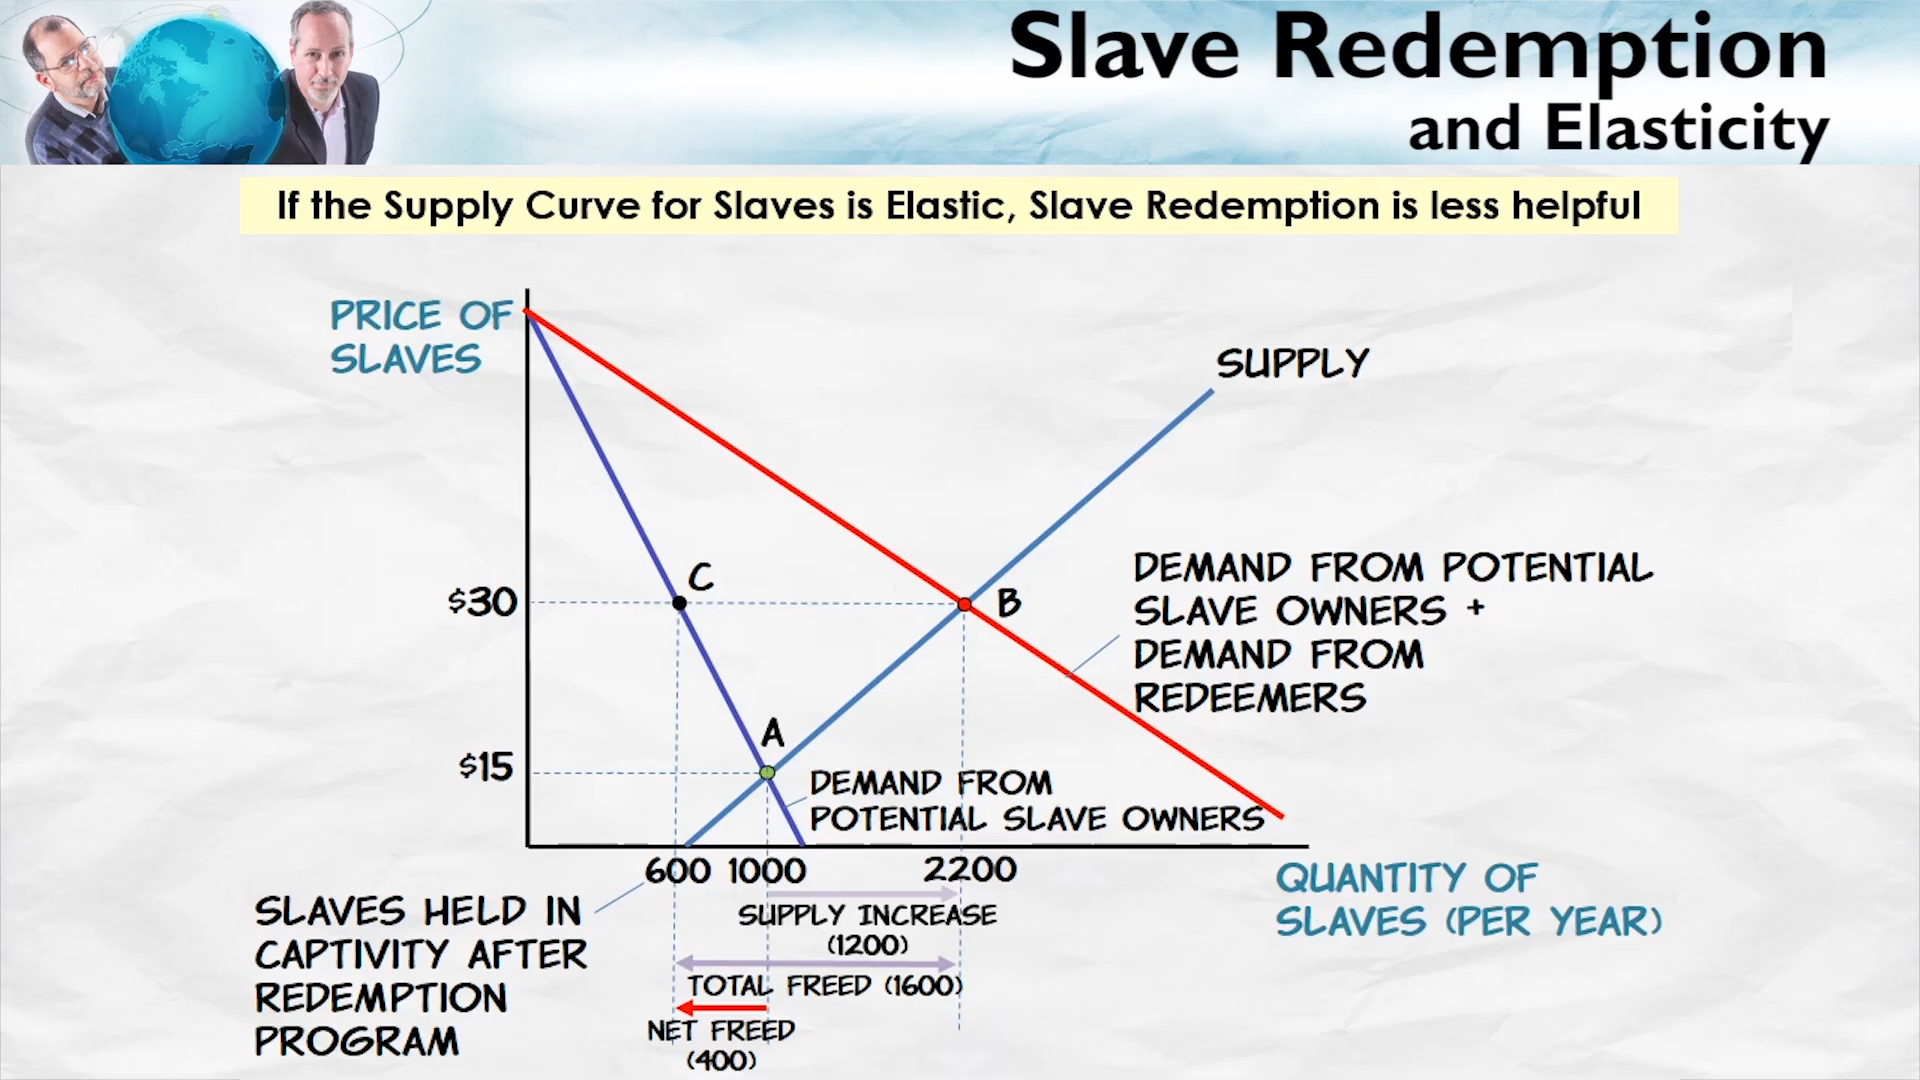 Slave Redemption
and Elasticity
If the Supply Curve for Slaves is Elastic, Slave Redemption is less helpful
PRICE OF
SLAVES
SUPPLY
C
$30
B
DEMAND FROM POTENTIAL
SLAVE OWNERS +
DEMAND FROM
REDEEMERS
A
$15
DEMAND FROM
POTENTIAL SLAVE OWNERS
600 1000 2200
QUANTITY OF
SLAVES (PER YEAR)
SLAVES HELD IN
CAPTIVITY AFTER
REDEMPTION
PROGRAM
SUPPLY INCREASE
(1200)
TOTAL FREED (1600)
NET FREED
(400)